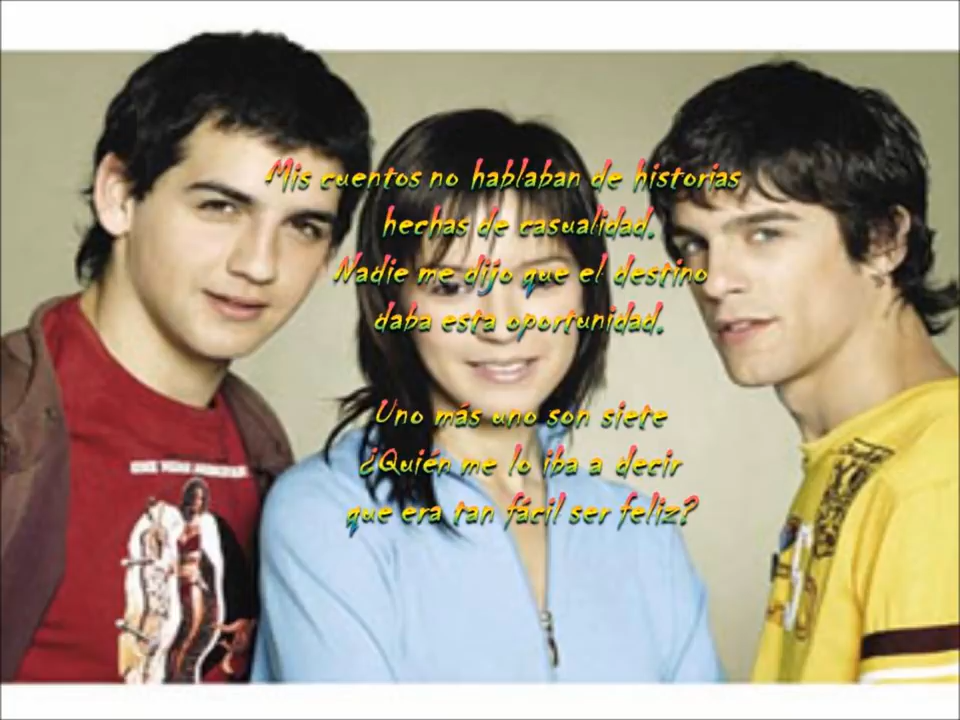 Mis cuentos no hablaban de historias
hechas de casualidad.
Nadie me dijo que el destino
daba esta oportunidad.
Uno más uno son siete
¿Quién me lo iba a decir
que era tan fácil ser feliz?